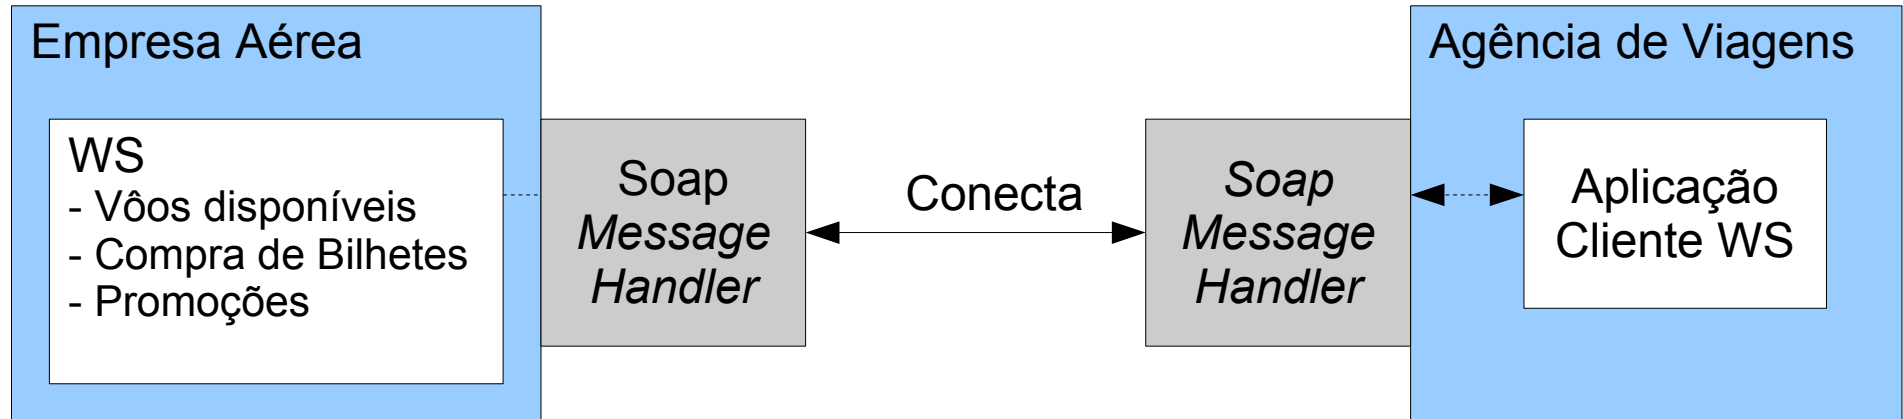 Empresa Aérea
WS
- Vôos disponíveis
- Compra de Bilhetes
- Promoções
Soap
Message
Handler
Conecta
Soap
Message
Handler
Agência de Viagens
Aplicação
Cliente WS